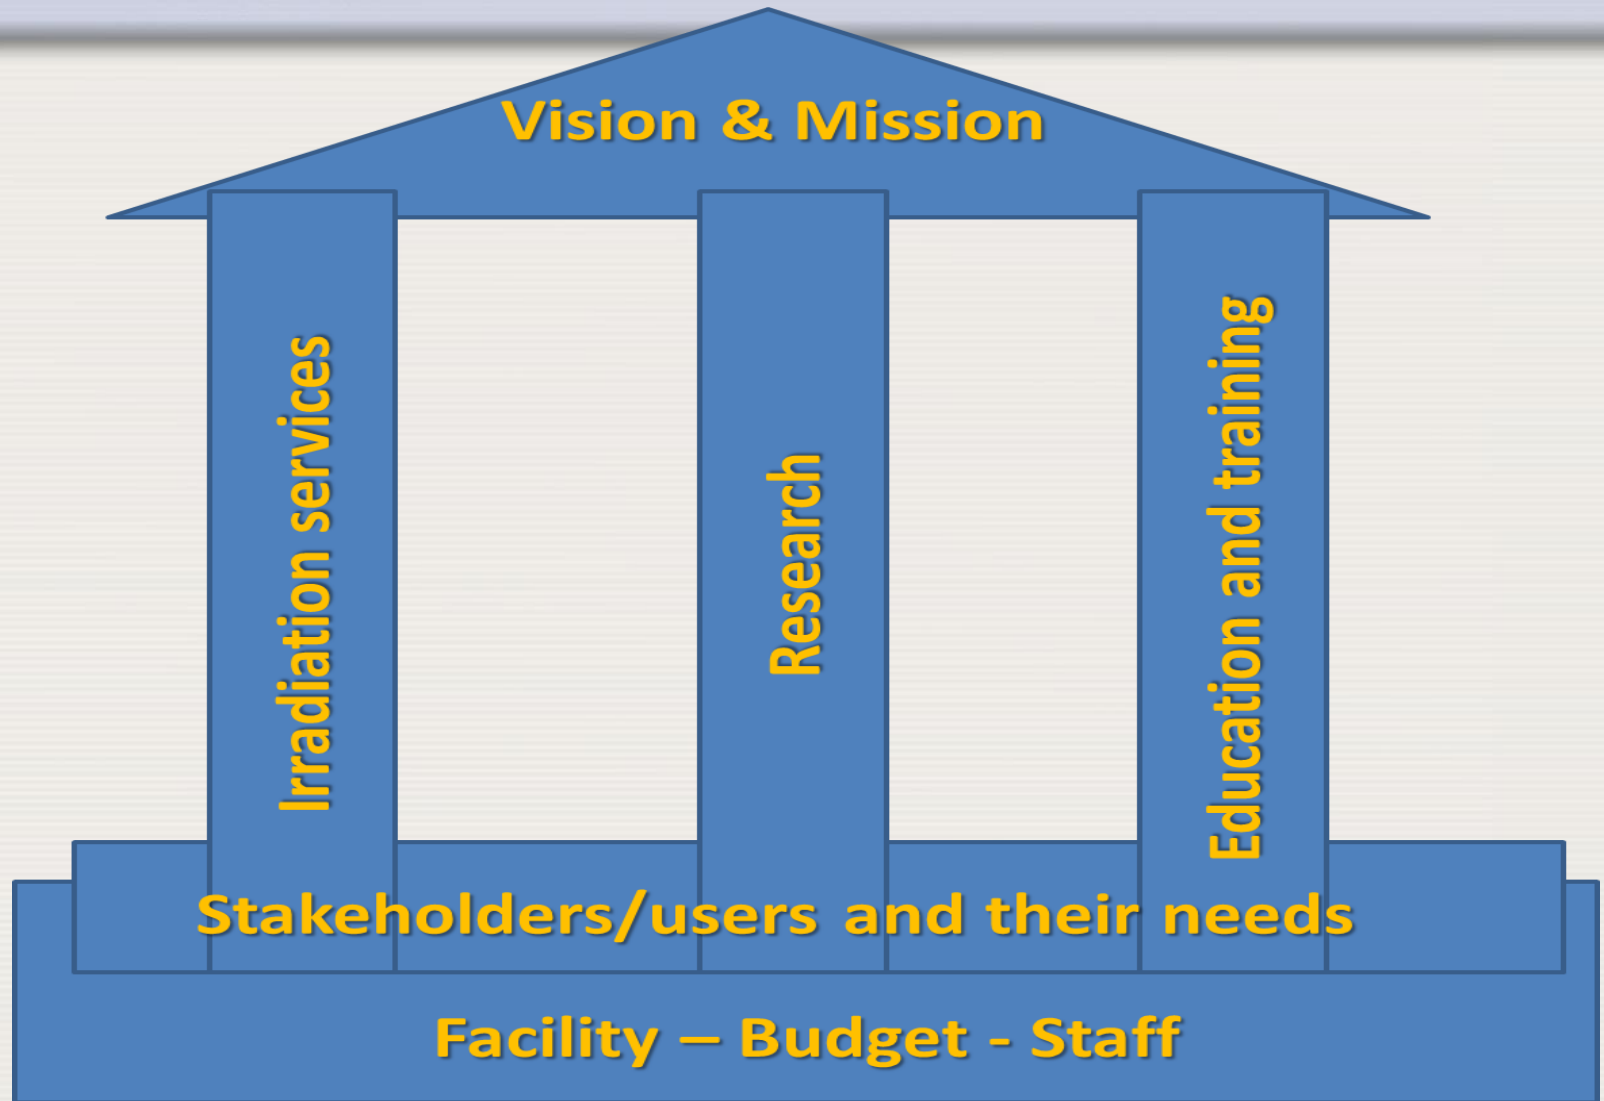 Vision & Mission
Irradiation services
Research
Education and training
Stakeholders/users and their needs
Facility – Budget - Staff